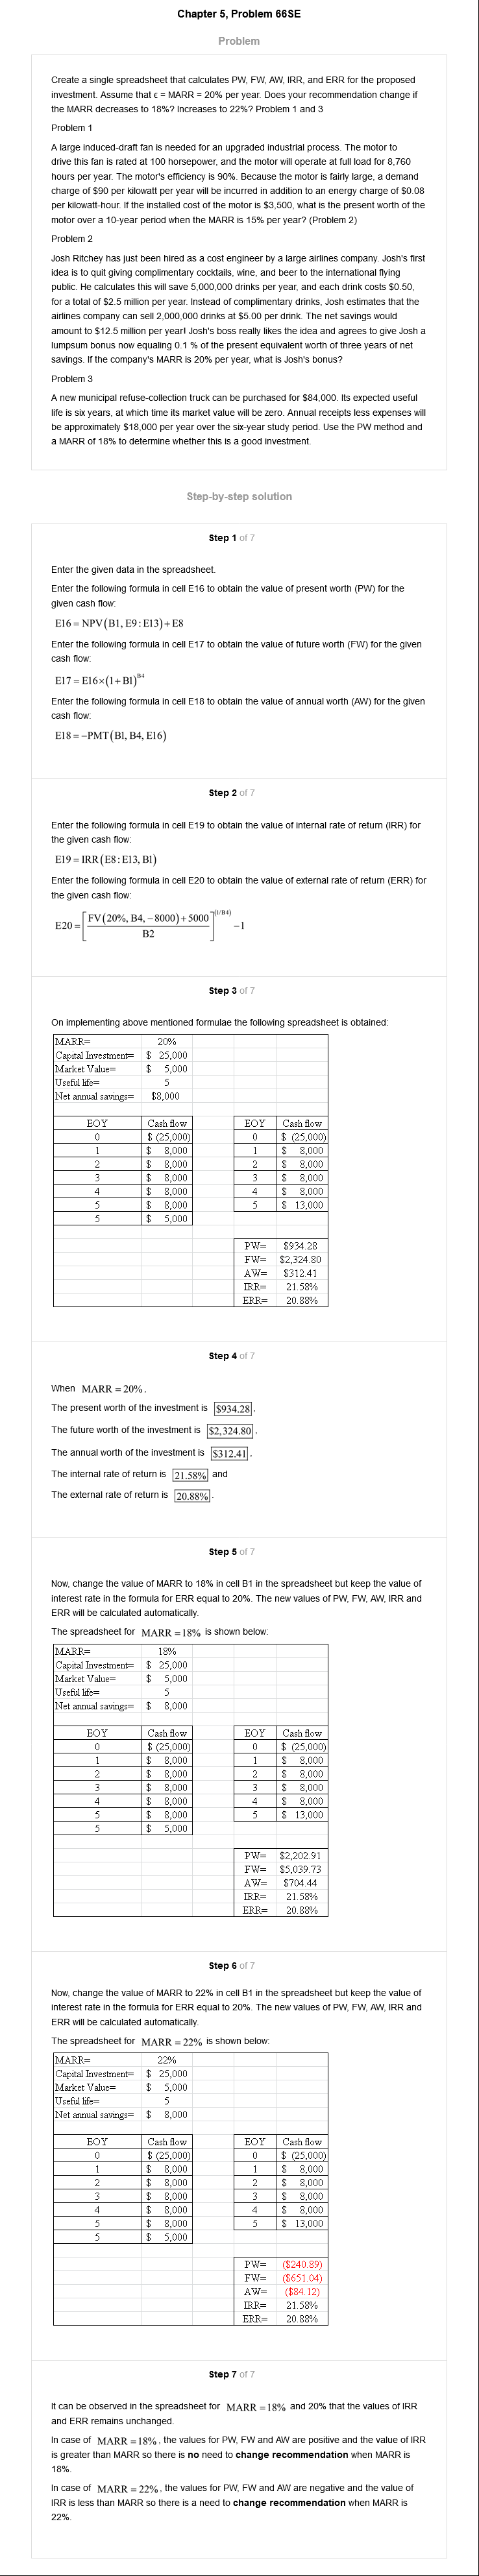 Chapter 5, Problem 66SE
Problem
Create a single spreadsheet that calculates PW, FW, AW, IRR, and ERR for the proposed
investment. Assume that ϵ = MARR = 20% per year. Does your recommendation change if
the MARR decreases to 18%? Increases to 22%? Problem 1 and 3
Problem 1
A large induced-draft fan is needed for an upgraded industrial process. The motor to
drive this fan is rated at 100 horsepower, and the motor will operate at full load for 8,760
hours per year. The motor's efficiency is 90%. Because the motor is fairly large, a demand
charge of $90 per kilowatt per year will be incurred in addition to an energy charge of $0.08
per kilowatt-hour. If the installed cost of the motor is $3,500, what is the present worth of the
motor over a 10-year period when the MARR is 15% per year? (Problem 2)
Problem 2
Josh Ritchey has just been hired as a cost engineer by a large airlines company. Josh's first
idea is to quit giving complimentary cocktails, wine, and beer to the international flying
public. He calculates this will save 5,000,000 drinks per year, and each drink costs $0.50,
for a total of $2.5 million per year. Instead of complimentary drinks, Josh estimates that the
airlines company can sell 2,000,000 drinks at $5.00 per drink. The net savings would
amount to $12.5 million per year! Josh's boss really likes the idea and agrees to give Josh a
lumpsum bonus now equaling 0.1 % of the present equivalent worth of three years of net
savings. If the company's MARR is 20% per year, what is Josh's bonus?
Problem 3
A new municipal refuse-collection truck can be purchased for $84,000. Its expected useful
life is six years, at which time its market value will be zero. Annual receipts less expenses will
be approximately $18,000 per year over the six-year study period. Use the PW method and
a MARR of 18% to determine whether this is a good investment.
Step-by-step solution
Step 1 of 7
Enter the given data in the spreadsheet.
Enter the following formula in cell E16 to obtain the value of present worth (PW) for the
given cash flow:
E16 = NPV(B1, E9 : E13) + E8
Enter the following formula in cell E17 to obtain the value of future worth (FW) for the given
cash flow:
E17 = E16×(1+B1)^B4
Enter the following formula in cell E18 to obtain the value of annual worth (AW) for the given
cash flow:
E18 = −PMT(B1, B4, E16)
Step 2 of 7
Enter the following formula in cell E19 to obtain the value of internal rate of return (IRR) for
the given cash flow:
E19 = IRR(E8 : E13, B1)
Enter the following formula in cell E20 to obtain the value of external rate of return (ERR) for
the given cash flow:
E20 = [FV(20%, B4, −8000) + 5000 / B2]^(1/B4) −1
Step 3 of 7
On implementing above mentioned formulae the following spreadsheet is obtained:
MARR= 20%
Capital Investment= $ 25,000
Market Value= $ 5,000
Useful life= 5
Net annual savings= $8,000
EOY Cash flow EOY Cash flow
0 $ (25,000) 0 $ (25,000)
1 $ 8,000 1 $ 8,000
2 $ 8,000 2 $ 8,000
3 $ 8,000 3 $ 8,000
4 $ 8,000 4 $ 8,000
5 $ 8,000 5 $ 13,000
5 $ 5,000
PW= $934.28
FW= $2,324.80
AW= $312.41
IRR= 21.58%
ERR= 20.88%
Step 4 of 7
When MARR = 20%.
The present worth of the investment is $934.28.
The future worth of the investment is $2,324.80.
The annual worth of the investment is $312.41.
The internal rate of return is 21.58% and
The external rate of return is 20.88%.
Step 5 of 7
Now, change the value of MARR to 18% in cell B1 in the spreadsheet but keep the value of
interest rate in the formula for ERR equal to 20%. The new values of PW, FW, AW, IRR and
ERR will be calculated automatically.
The spreadsheet for MARR = 18% is shown below:
MARR= 18%
Capital Investment= $ 25,000
Market Value= $ 5,000
Useful life= 5
Net annual savings= $ 8,000
EOY Cash flow EOY Cash flow
0 $ (25,000) 0 $ (25,000)
1 $ 8,000 1 $ 8,000
2 $ 8,000 2 $ 8,000
3 $ 8,000 3 $ 8,000
4 $ 8,000 4 $ 8,000
5 $ 8,000 5 $ 13,000
5 $ 5,000
PW= $2,202.91
FW= $5,039.73
AW= $704.44
IRR= 21.58%
ERR= 20.88%
Step 6 of 7
Now, change the value of MARR to 22% in cell B1 in the spreadsheet but keep the value of
interest rate in the formula for ERR equal to 20%. The new values of PW, FW, AW, IRR and
ERR will be calculated automatically.
The spreadsheet for MARR = 22% is shown below:
MARR= 22%
Capital Investment= $ 25,000
Market Value= $ 5,000
Useful life= 5
Net annual savings= $ 8,000
EOY Cash flow EOY Cash flow
0 $ (25,000) 0 $ (25,000)
1 $ 8,000 1 $ 8,000
2 $ 8,000 2 $ 8,000
3 $ 8,000 3 $ 8,000
4 $ 8,000 4 $ 8,000
5 $ 8,000 5 $ 13,000
5 $ 5,000
PW= ($240.89)
FW= ($651.04)
AW= ($84.12)
IRR= 21.58%
ERR= 20.88%
Step 7 of 7
It can be observed in the spreadsheet for MARR = 18% and 20% that the values of IRR
and ERR remains unchanged.
In case of MARR = 18%, the values for PW, FW and AW are positive and the value of IRR
is greater than MARR so there is no need to change recommendation when MARR is
18%.
In case of MARR = 22%, the values for PW, FW and AW are negative and the value of
IRR is less than MARR so there is a need to change recommendation when MARR is
22%.